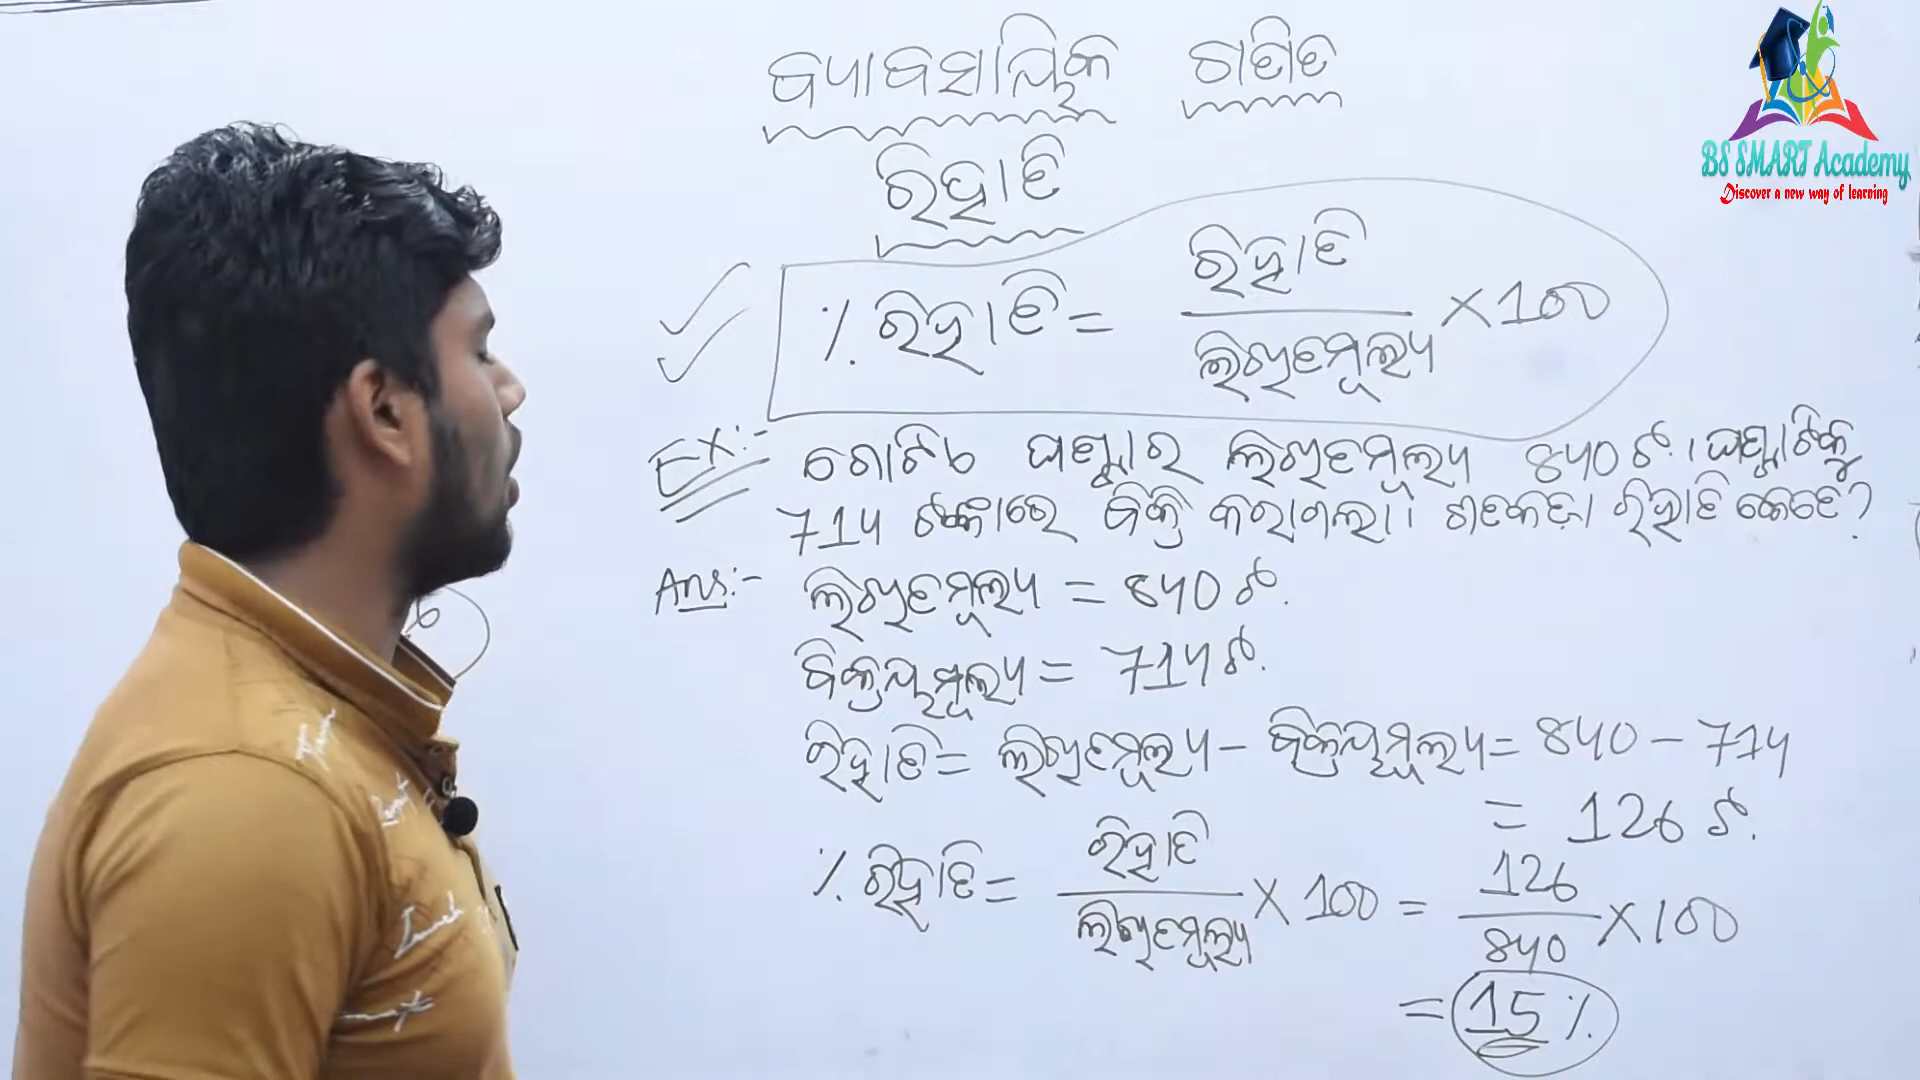 ବ୍ୟାବସାୟିକ ଗଣିତ
ରିହାତି
% ରିହାତି = ରିହାତି / ଲିଖିତମୂଲ୍ୟ × 100
Ex:- ଗୋଟିଏ ଘଣ୍ଟାର ଲିଖିତମୂଲ୍ୟ 840 ଟ. । ଘଣ୍ଟାଟିକୁ
714 ଟଙ୍କାରେ ବିକ୍ରି କରାଗଲା । ଶତକଡ଼ା ରିହାତି କେତେ ?
Ans:- ଲିଖିତମୂଲ୍ୟ = 840 ଟ.
ବିକ୍ରୟମୂଲ୍ୟ = 714 ଟ.
ରିହାତି = ଲିଖିତମୂଲ୍ୟ - ବିକ୍ରୟମୂଲ୍ୟ = 840 - 714
= 126 ଟ.
% ରିହାତି = ରିହାତି / ଲିଖିତମୂଲ୍ୟ × 100 = 126 / 840 × 100
= 15 %
BS SMART Academy
Discover a new way of learning